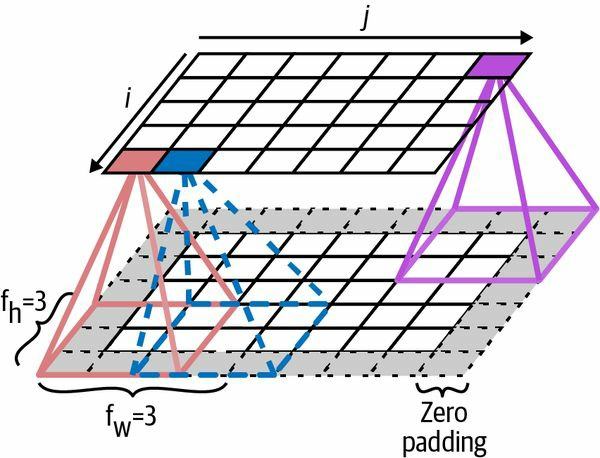 j
i
fh=3
fw=3
Zero
padding